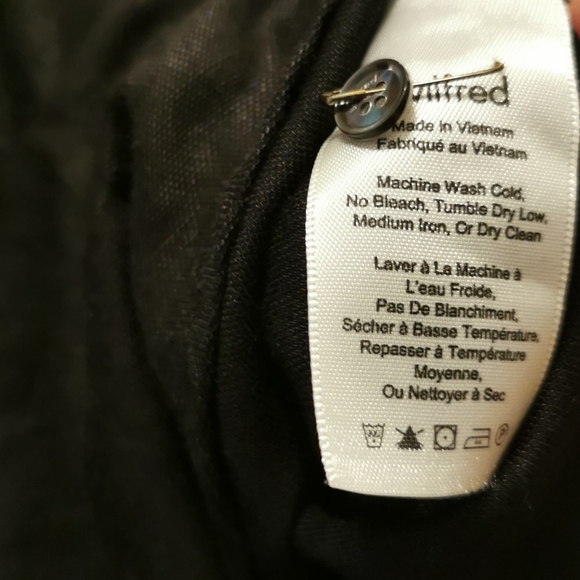 Made in Vietnam
Fabriqué au Vietnam
Machine Wash Cold,
No Bleach, Tumble Dry Low,
Medium Iron, Or Dry Clean
Laver à La Machine à
L'eau Froide,
Pas De Blanchiment,
Sécher à Basse Température,
Repasser à Température
Moyenne,
Ou Nettoyer à Sec